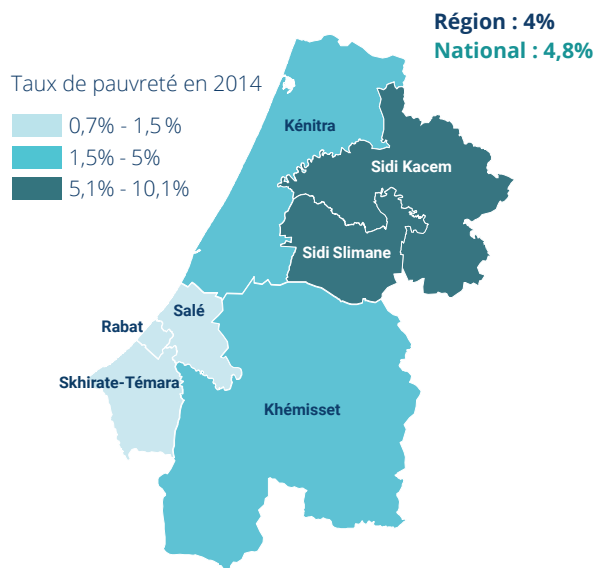 Région : 4%
National : 4,8%
Taux de pauvreté en 2014
0,7% - 1,5 %
1,5% - 5%
5,1% - 10,1%
Kénitra
Sidi Kacem
Sidi Slimane
Salé
Rabat
Skhirate-Témara
Khémisset